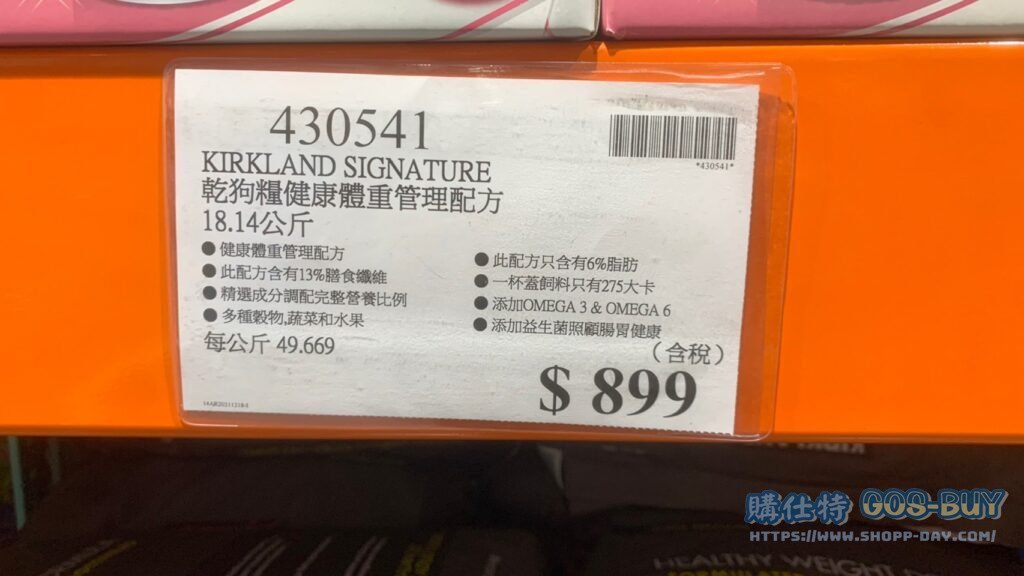 430541
*430541*
KIRKLAND SIGNATURE
乾狗糧健康體重管理配方
18.14公斤
●健康體重管理配方
●此配方含有13%膳食纖維
●精選成分調配完整營養比例
●多種穀物,蔬菜和水果
●此配方只含有6%脂肪
●一杯蓋飼料只有275大卡
●添加OMEGA 3 & OMEGA 6
●添加益生菌照顧腸胃健康
每公斤 49.669
(含稅)
$ 899
購仕特 GOS-BUY
HTTPS://WWW.SHOPP-DAY.COM/
HEALTHY WEIGHT